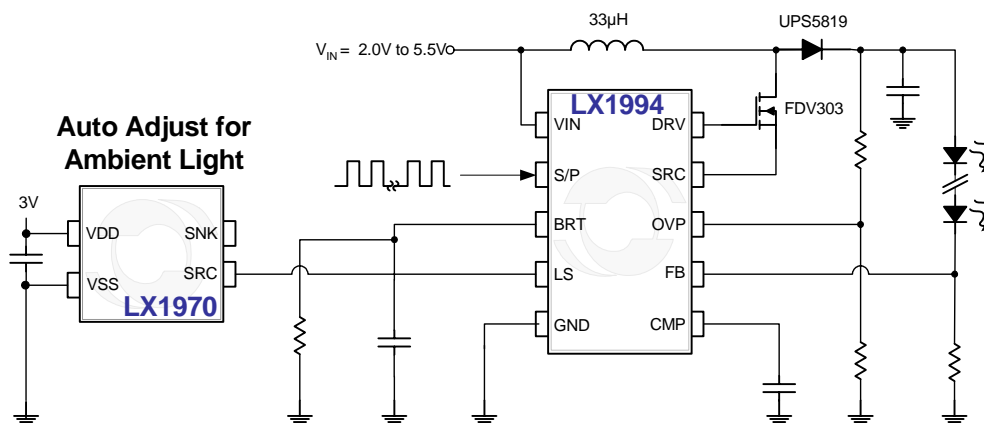 33µH
UPS5819
VIN = 2.0V to 5.5V
LX1994
FDV303
VIN
DRV
Auto Adjust for
Ambient Light
S/P
SRC
3V
VDD
SNK
BRT
OVP
VSS
SRC
LS
FB
LX1970
GND
CMP